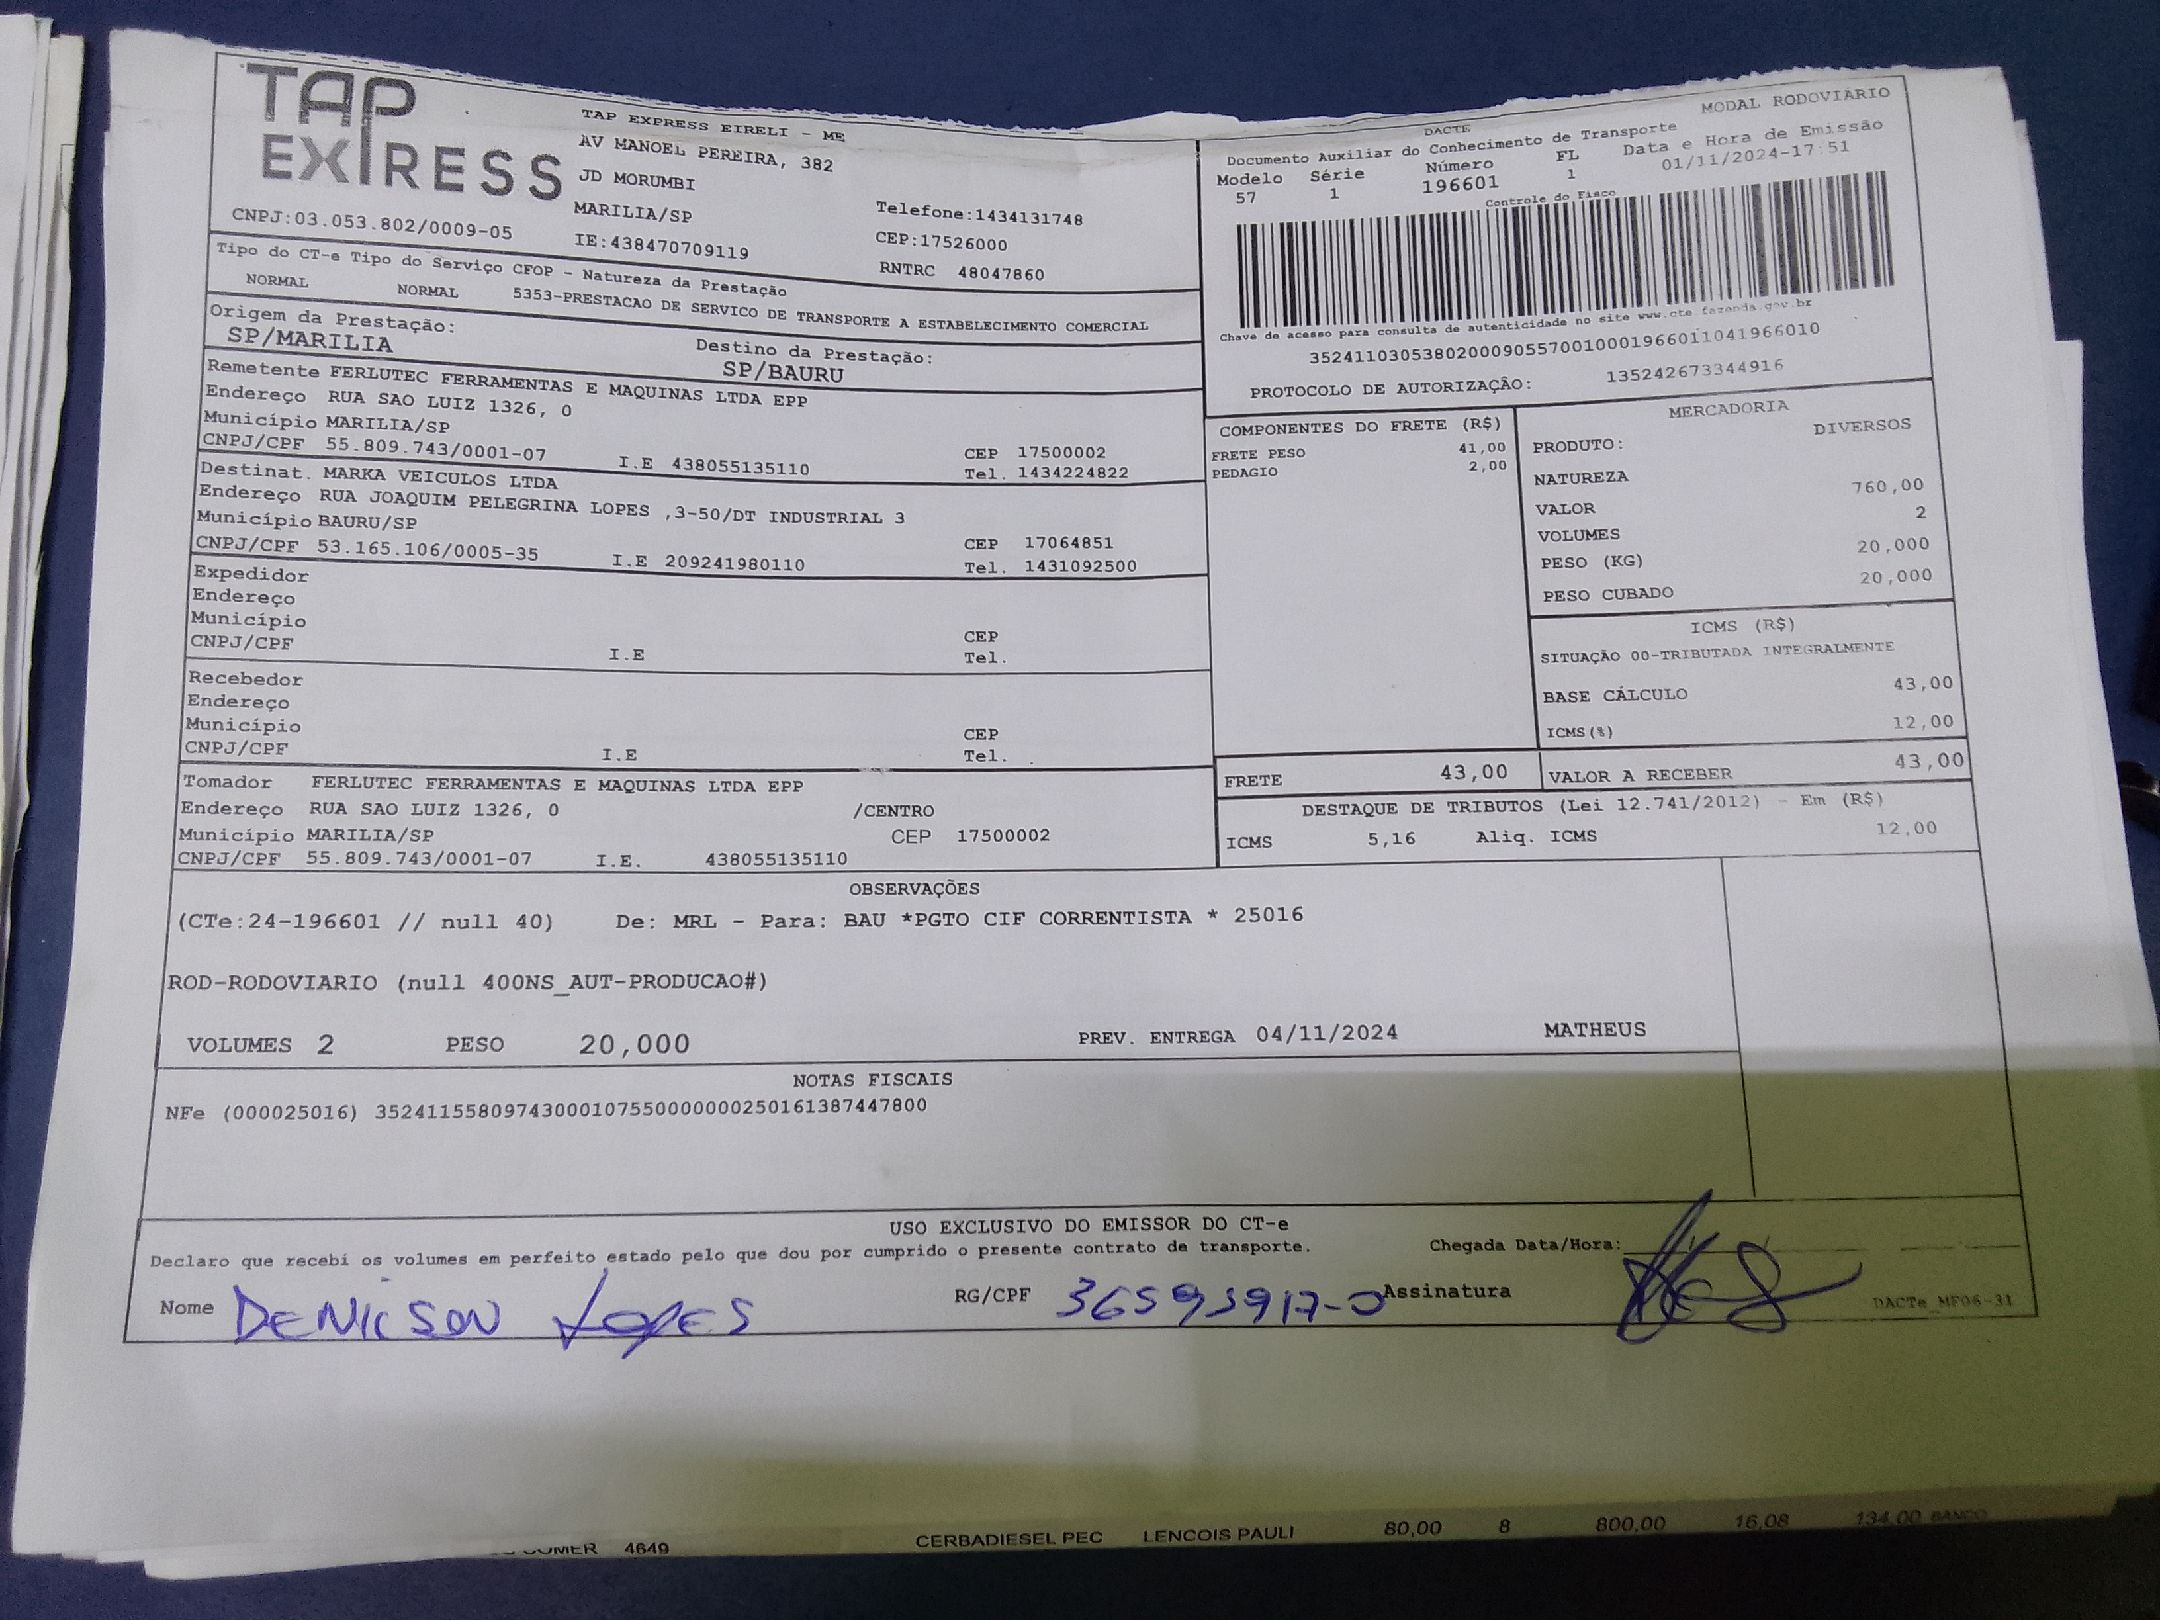 TAP
EXPRESS
TAP EXPRESS EIRELI - ME
AV MANOEL PEREIRA, 382
JD MORUMBI
MARILIA/SP
Telefone:1434131748
CNPJ:03.053.802/0009-05
IE:438470709119
CEP:17526000
RNTRC 48047860
MODAL RODOVIÁRIO
DACTE
Documento Auxiliar do Conhecimento de Transporte
Modelo Série Número FL Data e Hora de Emissão
57 1 196601 1 01/11/2024-17:51
Controle do Fisco
Chave de acesso para consulta de autenticidade no site www.cte.fazenda.gov.br
35241103053802000905570010001966011041966010
PROTOCOLO DE AUTORIZAÇÃO: 135242673344916
Tipo do CT-e Tipo do Serviço CFOP - Natureza da Prestação
NORMAL NORMAL 5353-PRESTACAO DE SERVICO DE TRANSPORTE A ESTABELECIMENTO COMERCIAL
Origem da Prestação: Destino da Prestação:
SP/MARILIA SP/BAURU
Remetente FERLUTEC FERRAMENTAS E MAQUINAS LTDA EPP
Endereço RUA SAO LUIZ 1326, 0
Município MARILIA/SP CEP 17500002
CNPJ/CPF 55.809.743/0001-07 I.E 438055135110 Tel. 1434224822
Destinat. MARKA VEICULOS LTDA
Endereço RUA JOAQUIM PELEGRINA LOPES ,3-50/DT INDUSTRIAL 3
Município BAURU/SP CEP 17064851
CNPJ/CPF 53.165.106/0005-35 I.E 209241980110 Tel. 1431092500
Expedidor
Endereço
Município CEP
CNPJ/CPF I.E Tel.
Recebedor
Endereço
Município CEP
CNPJ/CPF I.E Tel.
Tomador FERLUTEC FERRAMENTAS E MAQUINAS LTDA EPP
Endereço RUA SAO LUIZ 1326, 0 /CENTRO
Município MARILIA/SP CEP 17500002
CNPJ/CPF 55.809.743/0001-07 I.E. 438055135110
COMPONENTES DO FRETE (R$)
FRETE PESO 41,00
PEDAGIO 2,00
MERCADORIA
PRODUTO: DIVERSOS
NATUREZA
VALOR 760,00
VOLUMES 2
PESO (KG) 20,000
PESO CUBADO 20,000
ICMS (R$)
SITUAÇÃO 00-TRIBUTADA INTEGRALMENTE
BASE CÁLCULO 43,00
ICMS(%) 12,00
FRETE 43,00 VALOR A RECEBER 43,00
DESTAQUE DE TRIBUTOS (Lei 12.741/2012) - Em (R$)
ICMS 5,16 Aliq. ICMS 12,00
OBSERVAÇÕES
(CTe:24-196601 // null 40) De: MRL - Para: BAU *PGTO CIF CORRENTISTA * 25016
ROD-RODOVIARIO (null 400NS_AUT-PRODUCAO#)
VOLUMES 2 PESO 20,000 PREV. ENTREGA 04/11/2024 MATHEUS
NOTAS FISCAIS
NFe (000025016) 35241155809743000107550000000250161387447800
USO EXCLUSIVO DO EMISSOR DO CT-e
Declaro que recebi os volumes em perfeito estado pelo que dou por cumprido o presente contrato de transporte. Chegada Data/Hora:
Nome DENILSON LOPES RG/CPF 36593917-0 Assinatura
DACTe_MF06-31
4649 CERBADIESEL PEC LENCOIS PAULI 80,00 8 800,00 16,08 134,00 BANCO